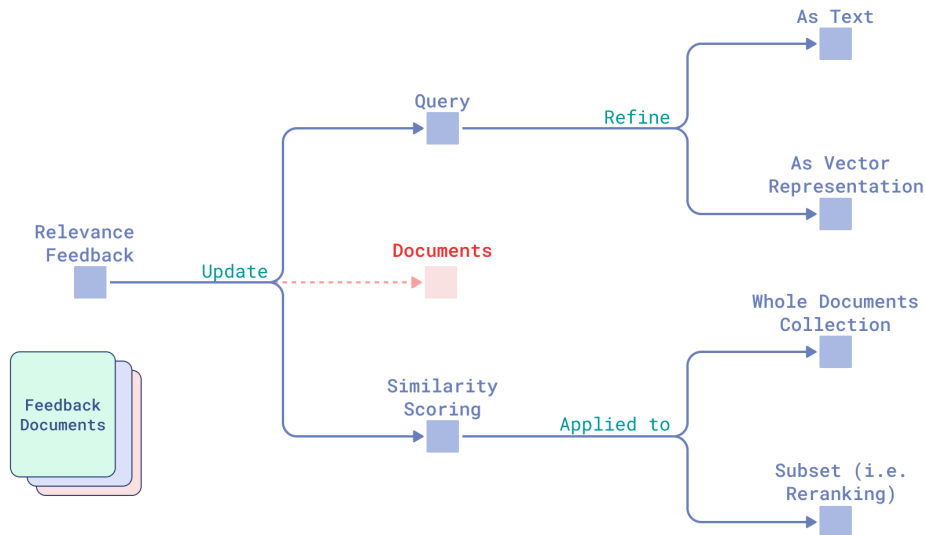 As Text
Query
Refine
As Vector
Representation
Relevance
Feedback
Update
Documents
Whole Documents
Collection
Similarity
Scoring
Applied to
Feedback
Documents
Subset (i.e.
Reranking)